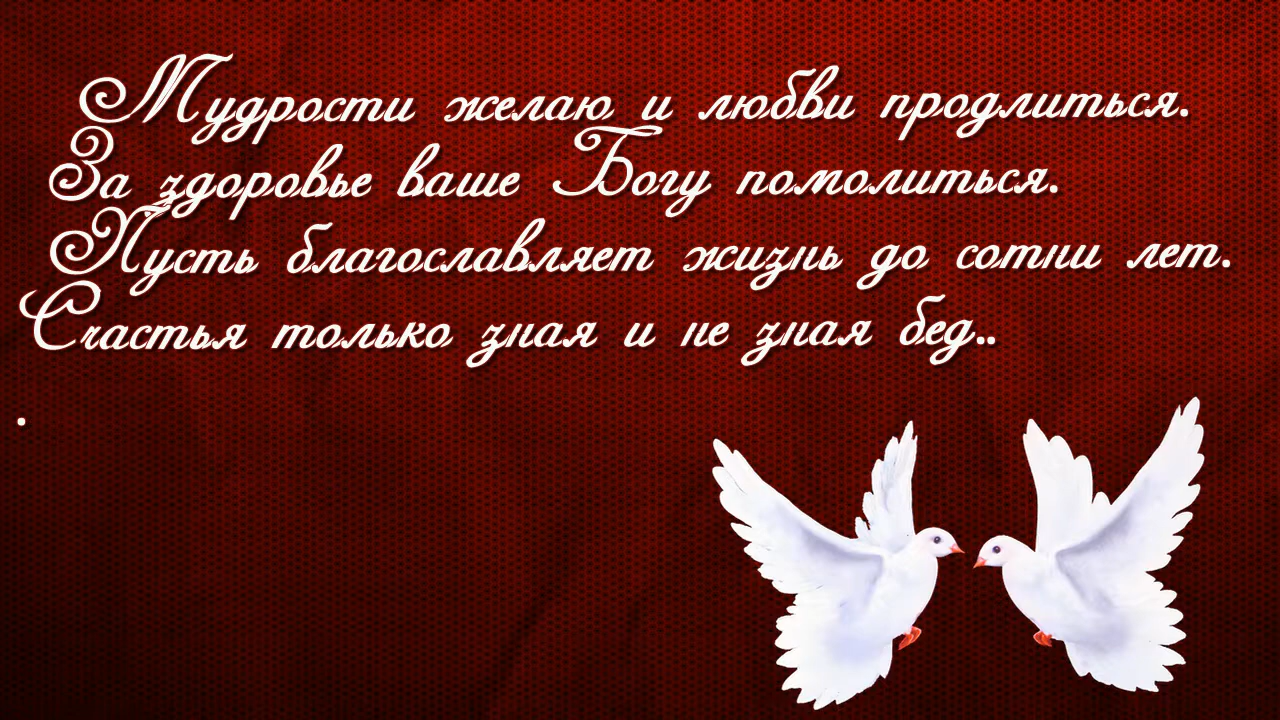 Мудрости желаю и любви продлиться.
За здоровье ваше Богу помолиться.
Пусть благославляет жизнь до сотни лет.
Счастья только зная и не зная бед..
.